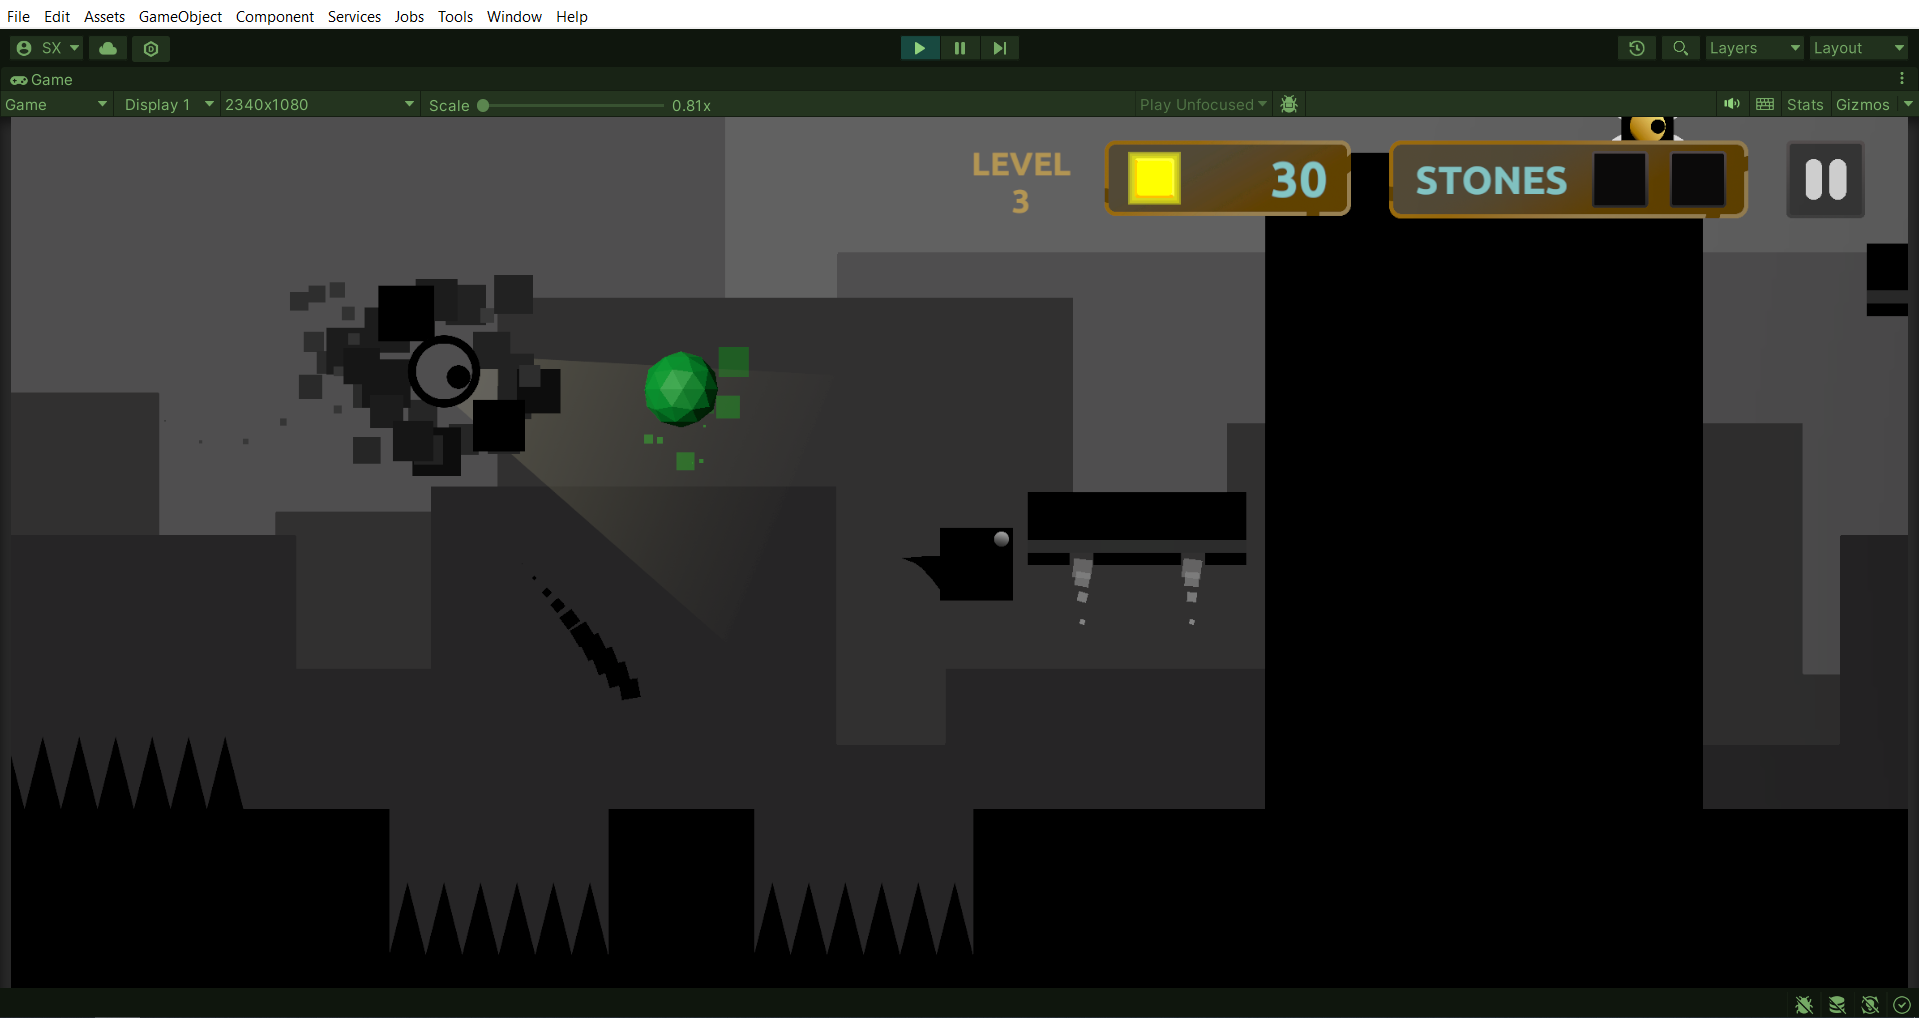 File Edit Assets GameObject Component Services Jobs Tools Window Help
SX Layers Layout
Game
Game Display 1 2340x1080 Scale 0.81x Play Unfocused Stats Gizmos
LEVEL
3
30
STONES